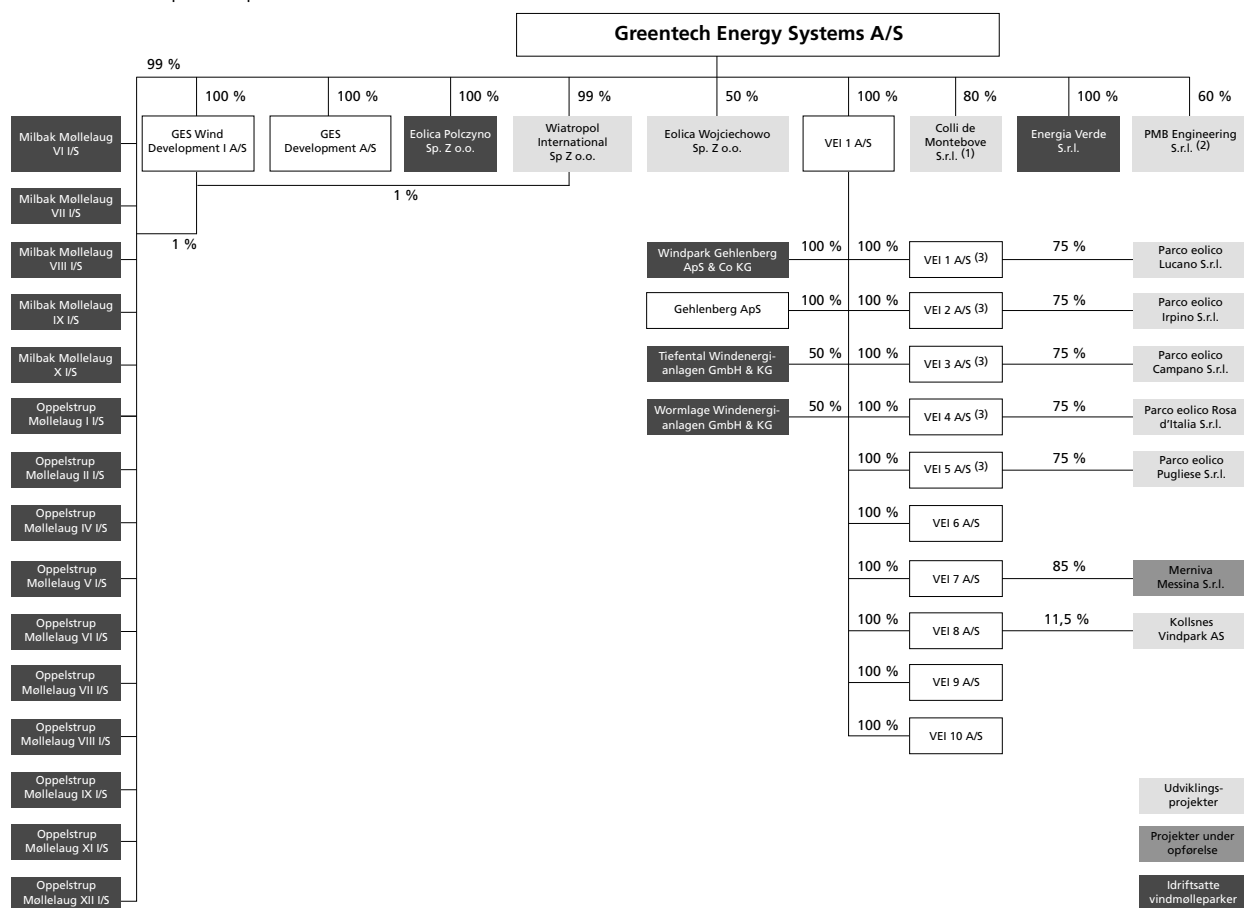 Greentech Energy Systems A/S
99 %
100 %
100 %
100 %
99 %
50 %
100 %
80 %
100 %
60 %
Milbak Møllelaug
VI I/S
GES Wind
Development I A/S
GES
Development A/S
Eolica Polczyno
Sp. Z o.o.
Wiatropol
International
Sp Z o.o.
Eolica Wojciechowo
Sp. Z o.o.
VEI 1 A/S
Colli de
Montebove
S.r.l. (1)
Energia Verde
S.r.l.
PMB Engineering
S.r.l. (2)
1 %
Milbak Møllelaug
VII I/S
1 %
Milbak Møllelaug
VIII I/S
Windpark Gehlenberg
ApS & Co KG
100 %
100 %
VEI 1 A/S (3)
75 %
Parco eolico
Lucano S.r.l.
Milbak Møllelaug
IX I/S
Gehlenberg ApS
100 %
100 %
VEI 2 A/S (3)
75 %
Parco eolico
Irpino S.r.l.
Milbak Møllelaug
X I/S
Tiefental Windenergi-
anlagen GmbH & KG
50 %
100 %
VEI 3 A/S (3)
75 %
Parco eolico
Campano S.r.l.
Oppelstrup
Møllelaug I I/S
Wormlage Windenergi-
anlagen GmbH & KG
50 %
100 %
VEI 4 A/S (3)
75 %
Parco eolico Rosa
d'Italia S.r.l.
Oppelstrup
Møllelaug II I/S
100 %
VEI 5 A/S (3)
75 %
Parco eolico
Pugliese S.r.l.
Oppelstrup
Møllelaug IV I/S
100 %
VEI 6 A/S
Oppelstrup
Møllelaug V I/S
100 %
VEI 7 A/S
85 %
Merniva
Messina S.r.l.
Oppelstrup
Møllelaug VI I/S
100 %
VEI 8 A/S
11,5 %
Kollsnes
Vindpark AS
Oppelstrup
Møllelaug VII I/S
100 %
VEI 9 A/S
Oppelstrup
Møllelaug VIII I/S
100 %
VEI 10 A/S
Oppelstrup
Møllelaug IX I/S
Udviklings-
projekter
Oppelstrup
Møllelaug XI I/S
Projekter under
opførelse
Oppelstrup
Møllelaug XII I/S
Idriftsatte
vindmølleparker